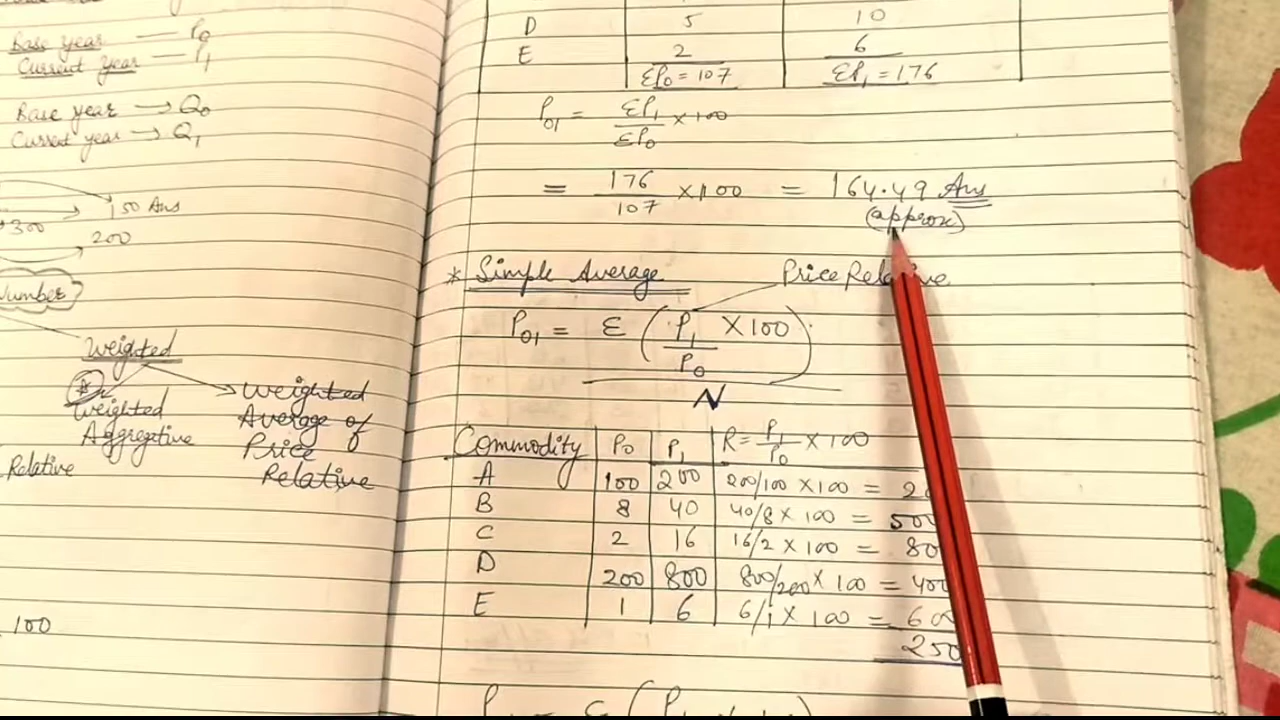 Base year — P0
Current year — P1
Base year → Q0
Current year → Q1
150 Ans
300
200
Number?
Weighted
Weighted Aggregative
Weighted Average of Price Relative
Relative
100
D 5 10
E 2 6
ΣP0 = 107 ΣP1 = 176
P01 = ΣP1/ΣP0 × 100
= 176/107 × 100 = 164.49 Ans
(approx)
* Simple Average Price Relative
P01 = Σ (P1/P0 × 100) / N
Commodity P0 P1 R = P1/P0 × 100
A 100 200 200/100 × 100 = 2
B 8 40 40/8 × 100 = 500
C 2 16 16/2 × 100 = 80
D 200 800 800/200 × 100 = 400
E 1 6 6/1 × 100 = 600
250